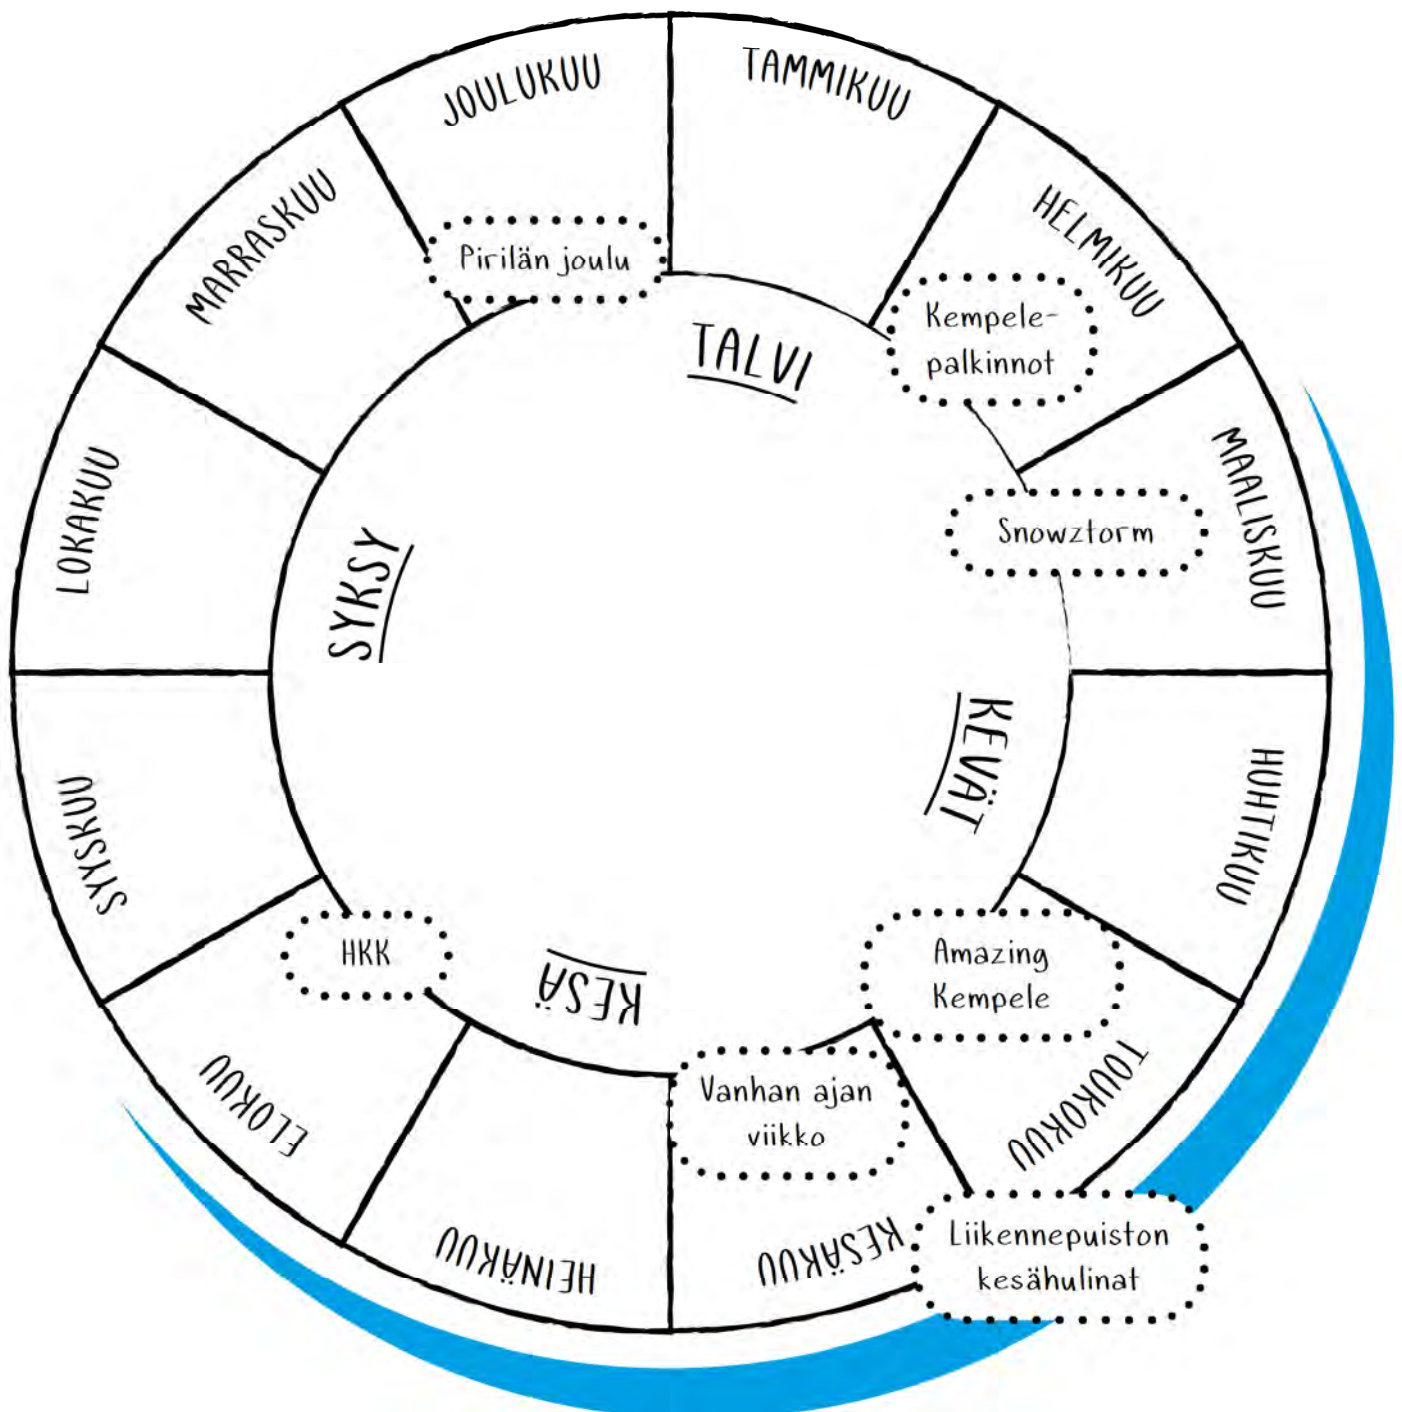 TAMMIKUU
HELMIKUU
Kempele-
palkinnot
MAALISKUU
Snowztorm
HUHTIKUU
TOUKOKUU
Amazing
Kempele
Liikennepuiston
kesähulinat
KESÄKUU
Vanhan ajan
viikko
HEINÄKUU
ELOKUU
HKK
SYYSKUU
LOKAKUU
MARRASKUU
JOULUKUU
Pirilän joulu
TALVI
KEVÄT
KESÄ
SYKSY